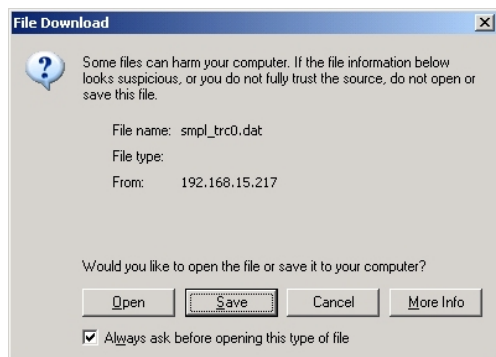 File Download
Some files can harm your computer. If the file information below
looks suspicious, or you do not fully trust the source, do not open or
save this file.
File name: smpl_trc0.dat
File type:
From: 192.168.15.217
Would you like to open the file or save it to your computer?
Open Save Cancel More Info
Always ask before opening this type of file